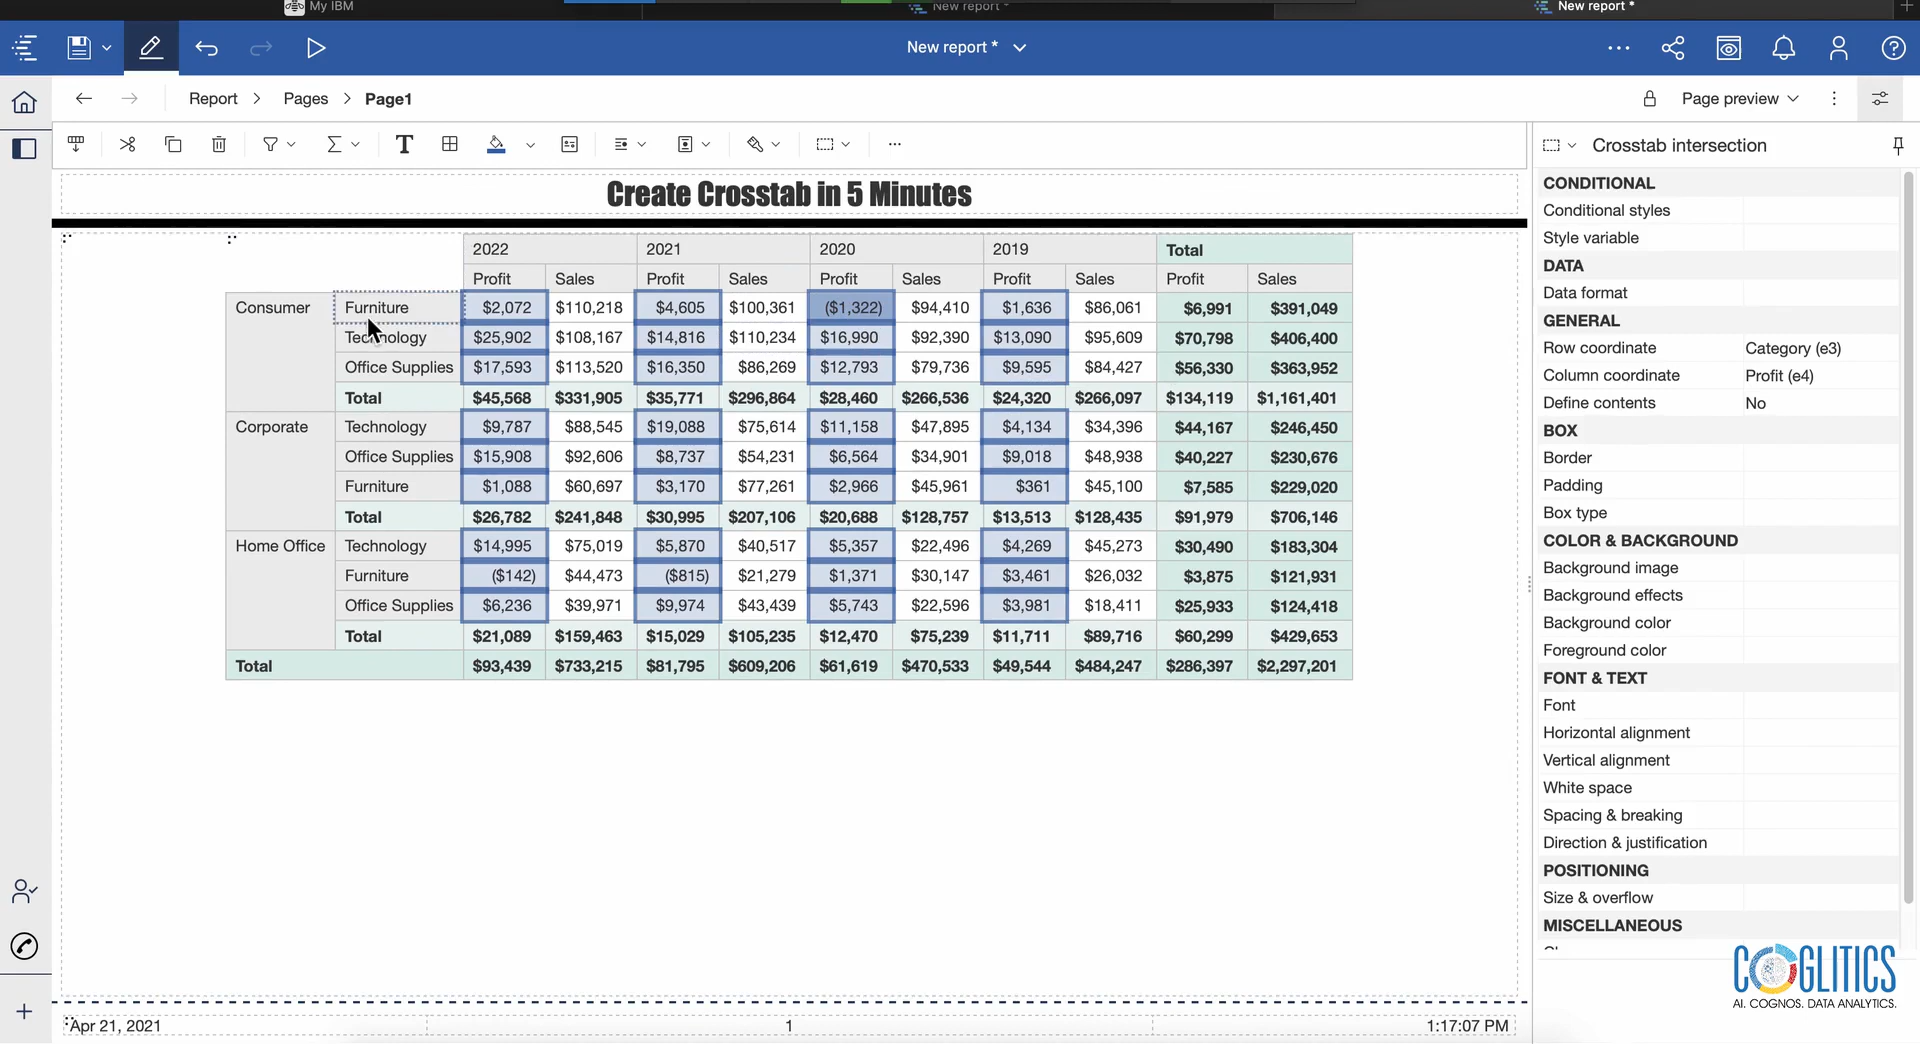 My IBM
New report *
New report *
New report *
Report > Pages > Page1
Page preview
Crosstab intersection
Create Crosstab in 5 Minutes
2022 2021 2020 2019 Total
Profit Sales Profit Sales Profit Sales Profit Sales Profit Sales
Consumer Furniture $2,072 $110,218 $4,605 $100,361 ($1,322) $94,410 $1,636 $86,061 $6,991 $391,049
Technology $25,902 $108,167 $14,816 $110,234 $16,990 $92,390 $13,090 $95,609 $70,798 $406,400
Office Supplies $17,593 $113,520 $16,350 $86,269 $12,793 $79,736 $9,595 $84,427 $56,330 $363,952
Total $45,568 $331,905 $35,771 $296,864 $28,460 $266,536 $24,320 $266,097 $134,119 $1,161,401
Corporate Technology $9,787 $88,545 $19,088 $75,614 $11,158 $47,895 $4,134 $34,396 $44,167 $246,450
Office Supplies $15,908 $92,606 $8,737 $54,231 $6,564 $34,901 $9,018 $48,938 $40,227 $230,676
Furniture $1,088 $60,697 $3,170 $77,261 $2,966 $45,961 $361 $45,100 $7,585 $229,020
Total $26,782 $241,848 $30,995 $207,106 $20,688 $128,757 $13,513 $128,435 $91,979 $706,146
Home Office Technology $14,995 $75,019 $5,870 $40,517 $5,357 $22,496 $4,269 $45,273 $30,490 $183,304
Furniture ($142) $44,473 ($815) $21,279 $1,371 $30,147 $3,461 $26,032 $3,875 $121,931
Office Supplies $6,236 $39,971 $9,974 $43,439 $5,743 $22,596 $3,981 $18,411 $25,933 $124,418
Total $21,089 $159,463 $15,029 $105,235 $12,470 $75,239 $11,711 $89,716 $60,299 $429,653
Total $93,439 $733,215 $81,795 $609,206 $61,619 $470,533 $49,544 $484,247 $286,397 $2,297,201
Apr 21, 2021 1 1:17:07 PM
CONDITIONAL
Conditional styles
Style variable
DATA
Data format
GENERAL
Row coordinate Category (e3)
Column coordinate Profit (e4)
Define contents No
BOX
Border
Padding
Box type
COLOR & BACKGROUND
Background image
Background effects
Background color
Foreground color
FONT & TEXT
Font
Horizontal alignment
Vertical alignment
White space
Spacing & breaking
Direction & justification
POSITIONING
Size & overflow
MISCELLANEOUS
COGLITICS
AI. COGNOS. DATA ANALYTICS.